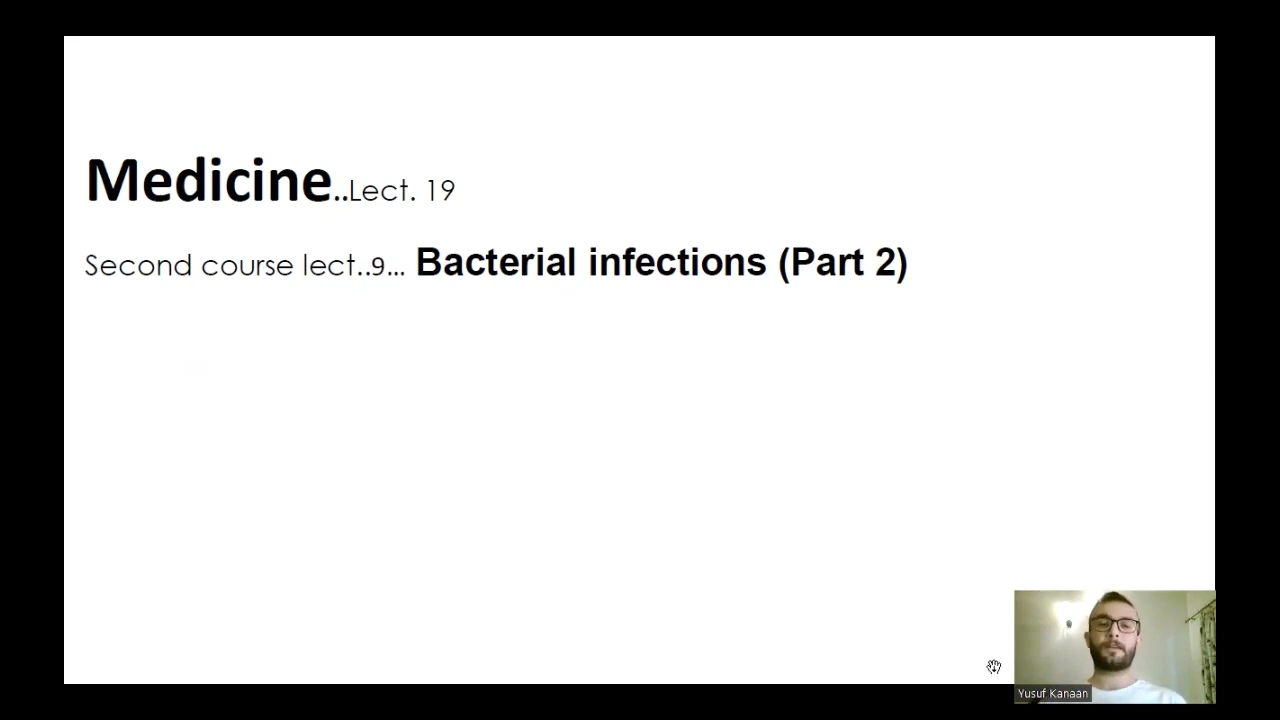 Medicine..Lect. 19
Second course lect..9... Bacterial infections (Part 2)
Yusuf Kanaan